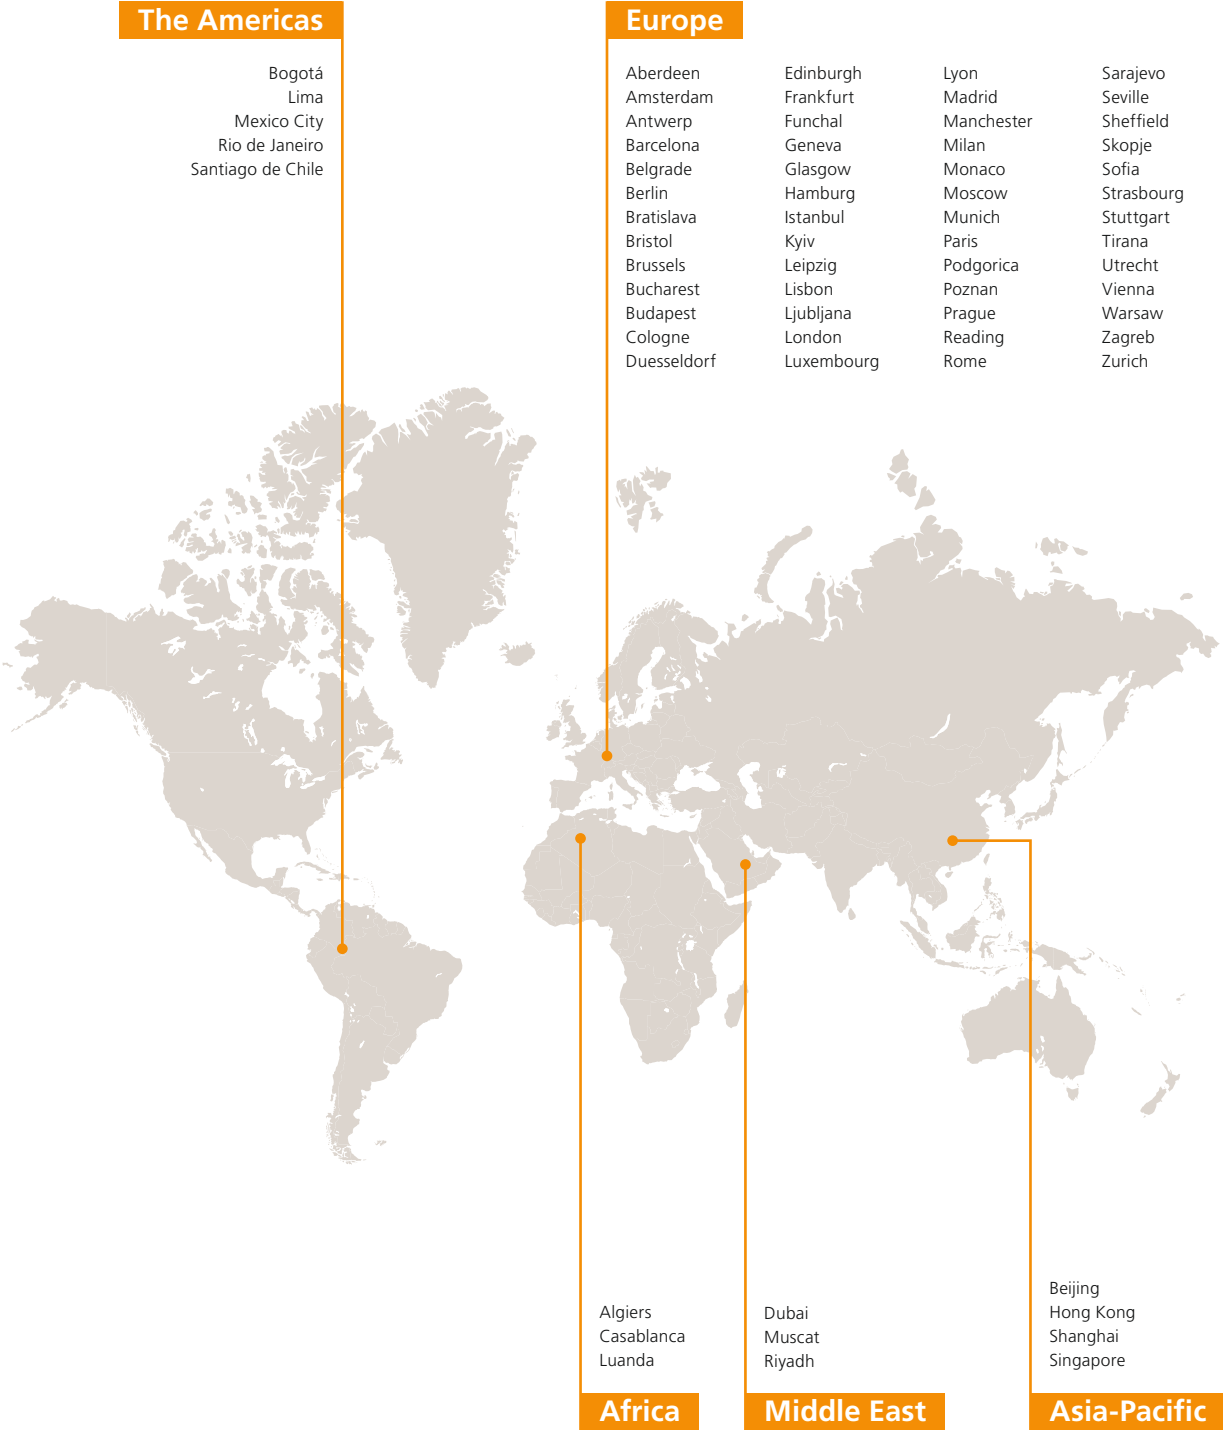 The Americas
Bogotá
Lima
Mexico City
Rio de Janeiro
Santiago de Chile
Europe
Aberdeen
Amsterdam
Antwerp
Barcelona
Belgrade
Berlin
Bratislava
Bristol
Brussels
Bucharest
Budapest
Cologne
Duesseldorf
Edinburgh
Frankfurt
Funchal
Geneva
Glasgow
Hamburg
Istanbul
Kyiv
Leipzig
Lisbon
Ljubljana
London
Luxembourg
Lyon
Madrid
Manchester
Milan
Monaco
Moscow
Munich
Paris
Podgorica
Poznan
Prague
Reading
Rome
Sarajevo
Seville
Sheffield
Skopje
Sofia
Strasbourg
Stuttgart
Tirana
Utrecht
Vienna
Warsaw
Zagreb
Zurich
Algiers
Casablanca
Luanda
Africa
Dubai
Muscat
Riyadh
Middle East
Beijing
Hong Kong
Shanghai
Singapore
Asia-Pacific